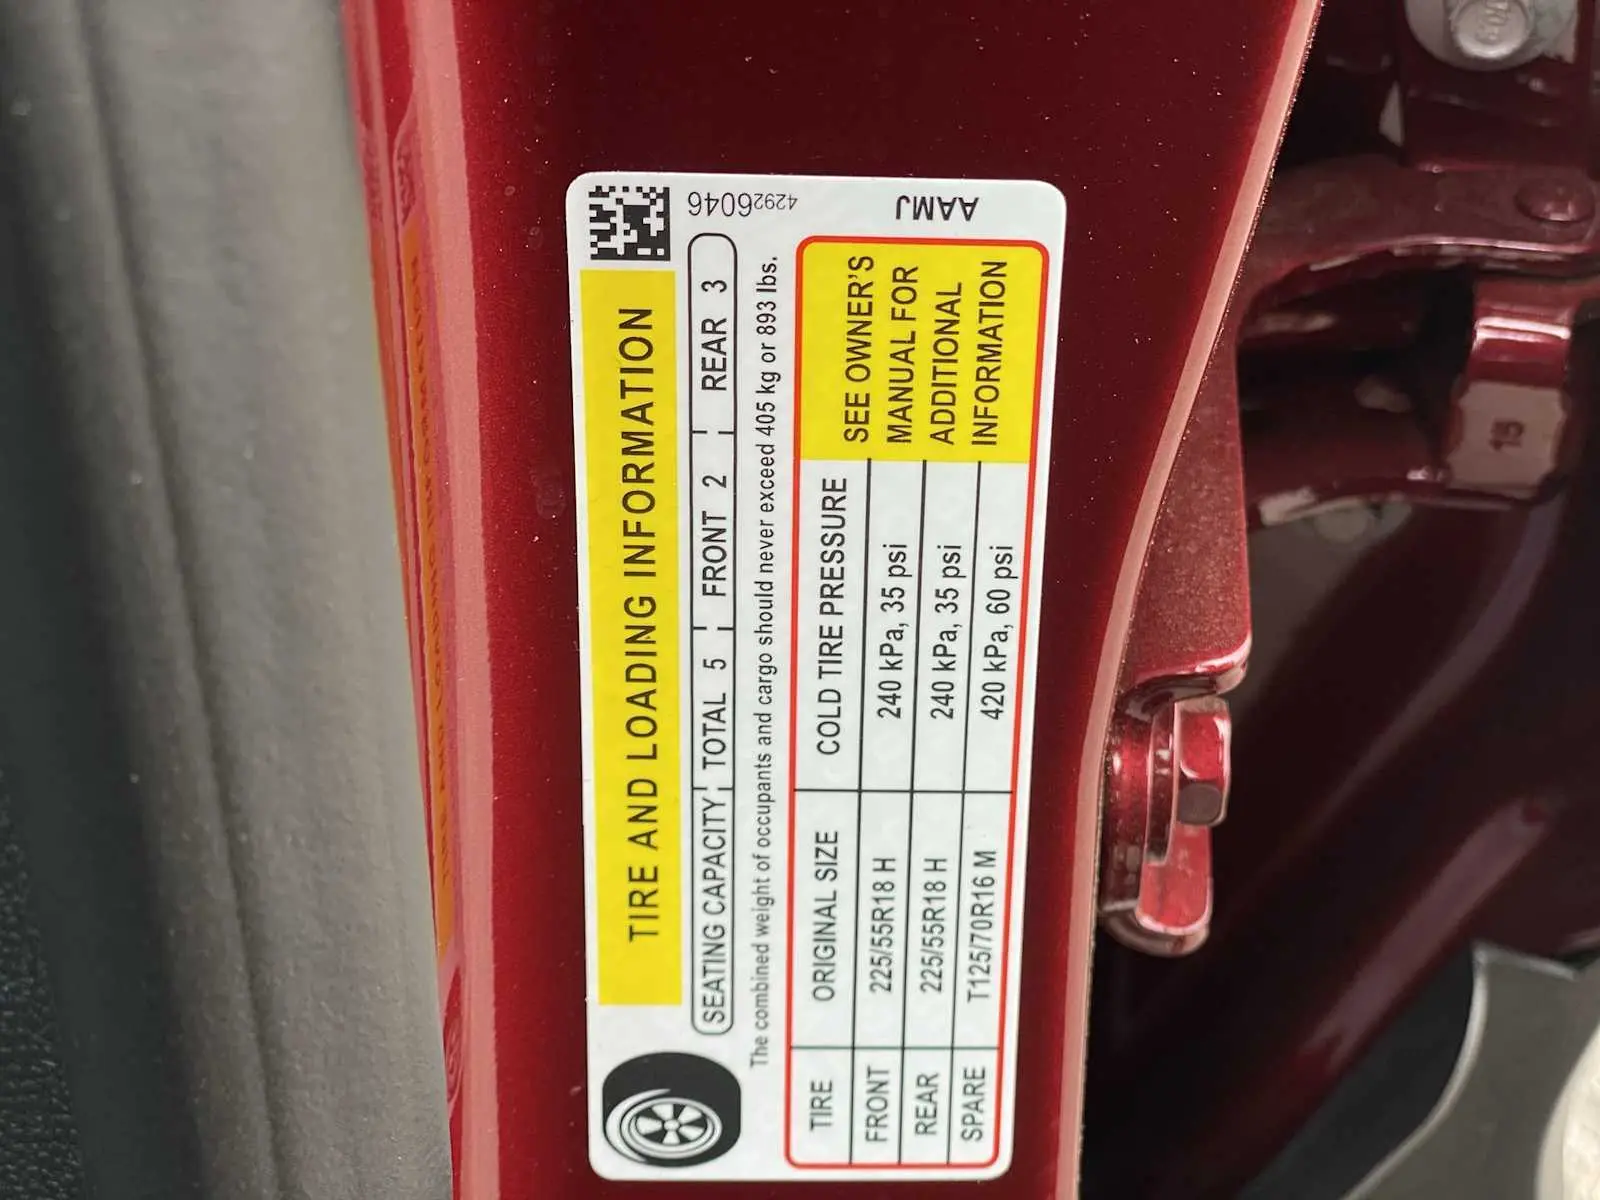 TIRE AND LOADING INFORMATION
SEATING CAPACITY TOTAL 5 FRONT 2 REAR 3
The combined weight of occupants and cargo should never exceed 405 kg or 893 lbs.
TIRE ORIGINAL SIZE COLD TIRE PRESSURE
FRONT 225/55R18 H 240 kPa, 35 psi
REAR 225/55R18 H 240 kPa, 35 psi
SPARE T125/70R16 M 420 kPa, 60 psi
SEE OWNER'S
MANUAL FOR
ADDITIONAL
INFORMATION
42926046
AAMJ
15